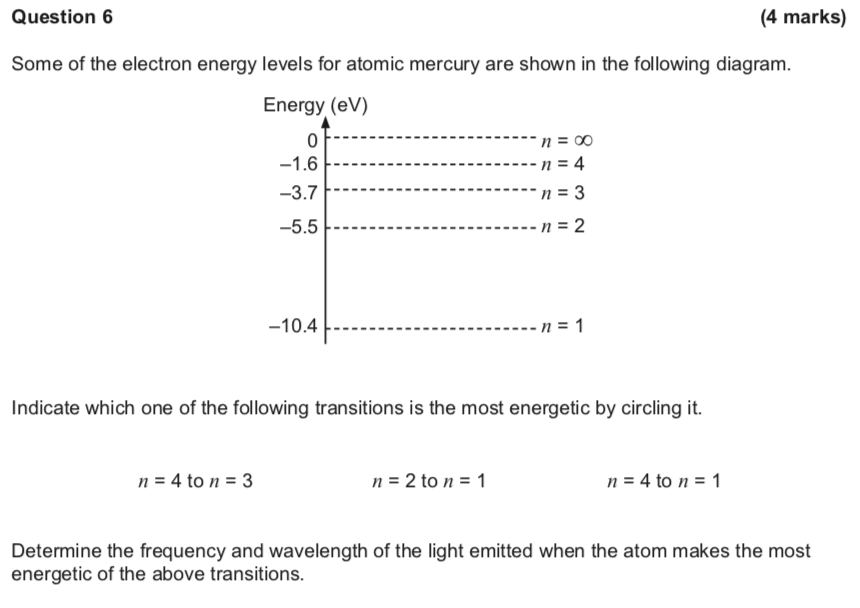 Question 6 (4 marks)
Some of the electron energy levels for atomic mercury are shown in the following diagram.
Energy (eV)
0 n = ∞
–1.6 n = 4
–3.7 n = 3
–5.5 n = 2
–10.4 n = 1
Indicate which one of the following transitions is the most energetic by circling it.
n = 4 to n = 3 n = 2 to n = 1 n = 4 to n = 1
Determine the frequency and wavelength of the light emitted when the atom makes the most
energetic of the above transitions.